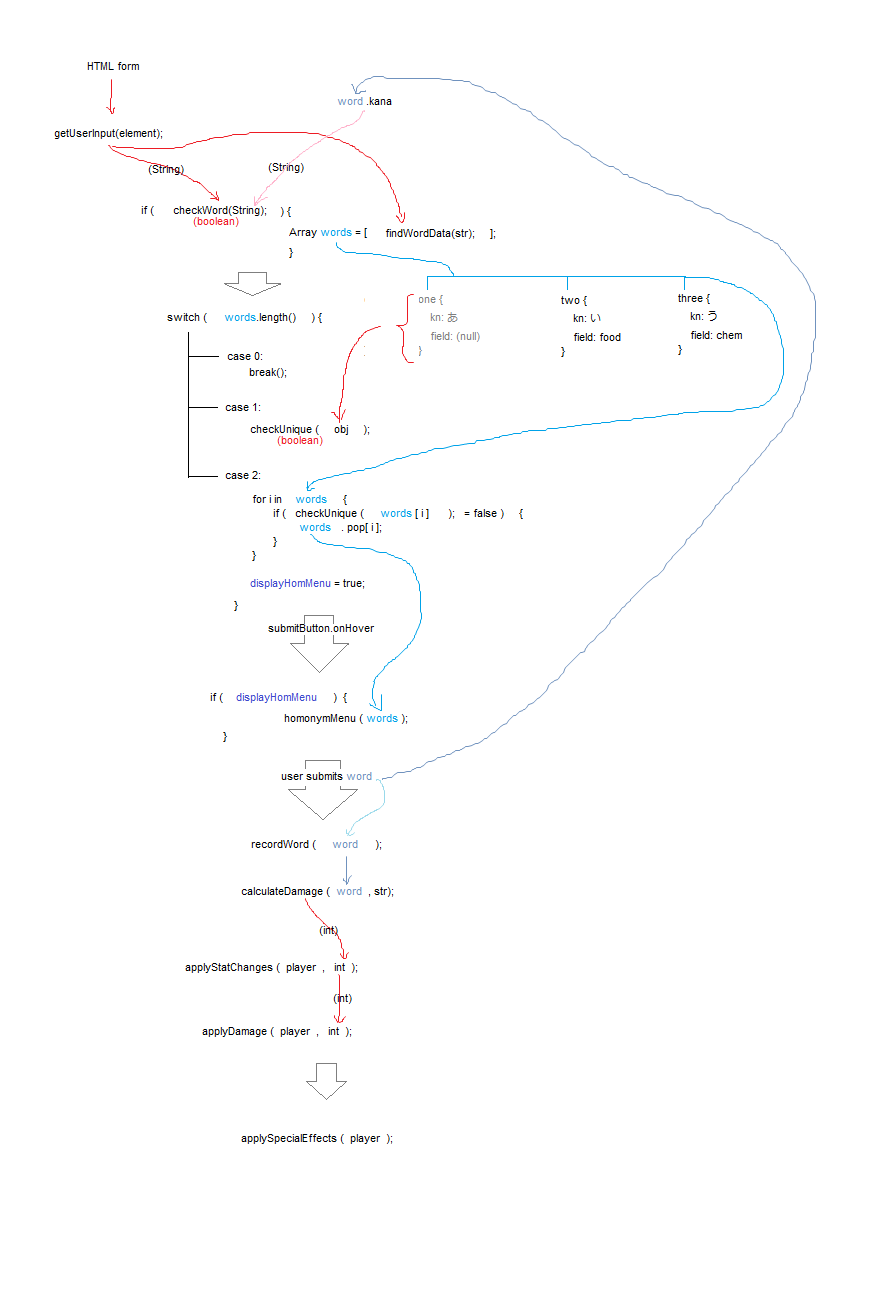 HTML form
word .kana
getUserInput(element);
(String)
(String)
if ( checkWord(String); ) {
(boolean)
Array words = [ findWordData(str); ];
}
one {
kn: あ
field: (null)
}
two {
kn: い
field: food
}
three {
kn: う
field: chem
}
switch ( words.length() ) {
case 0:
break();
case 1:
checkUnique ( obj );
(boolean)
case 2:
for i in words {
if ( checkUnique ( words [ i ] ); = false ) {
words . pop[ i ];
}
}
displayHomMenu = true;
}
submitButton.onHover
if ( displayHomMenu ) {
homonymMenu ( words );
}
user submits word
recordWord ( word );
calculateDamage ( word , str);
(int)
applyStatChanges ( player , int );
(int)
applyDamage ( player , int );
applySpecialEffects ( player );